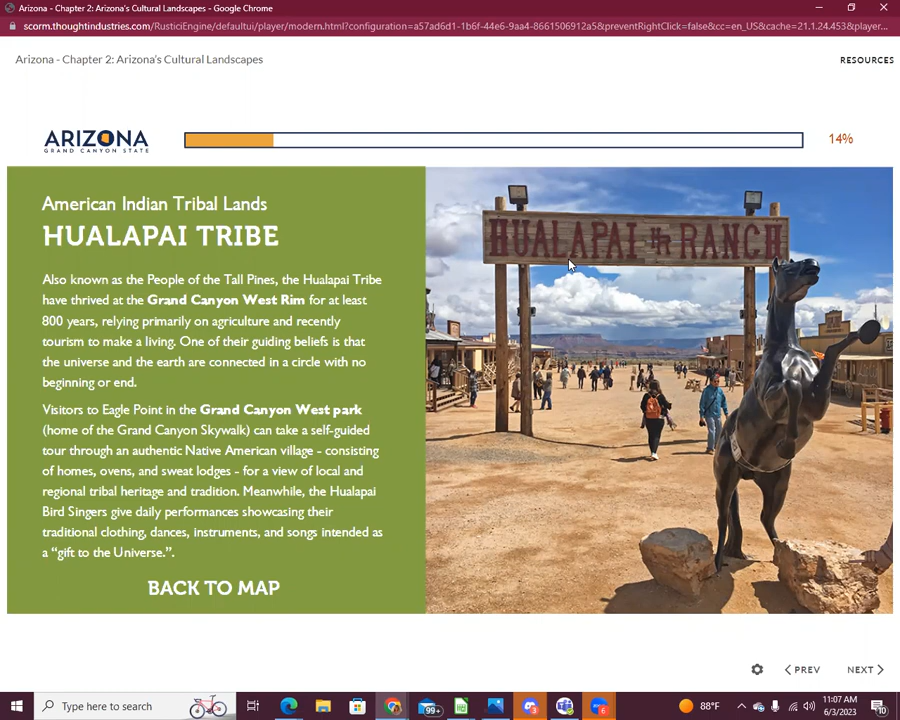 Arizona - Chapter 2: Arizona's Cultural Landscapes - Google Chrome
scorm.thoughtindustries.com/RusticiEngine/defaultui/player/modern.html?configuration=a57ad6d1-1b6f-44e6-9aa4-8661506912a5&preventRightClick=false&cc=en_US&cache=21.1.24.453&player...
Arizona - Chapter 2: Arizona's Cultural Landscapes
RESOURCES
ARIZONA
GRAND CANYON STATE
14%
American Indian Tribal Lands
HUALAPAI TRIBE
Also known as the People of the Tall Pines, the Hualapai Tribe
have thrived at the Grand Canyon West Rim for at least
800 years, relying primarily on agriculture and recently
tourism to make a living. One of their guiding beliefs is that
the universe and the earth are connected in a circle with no
beginning or end.
Visitors to Eagle Point in the Grand Canyon West park
(home of the Grand Canyon Skywalk) can take a self-guided
tour through an authentic Native American village - consisting
of homes, ovens, and sweat lodges - for a view of local and
regional tribal heritage and tradition. Meanwhile, the Hualapai
Bird Singers give daily performances showcasing their
traditional clothing, dances, instruments, and songs intended as
a “gift to the Universe.”.
BACK TO MAP
HUALAPAI HR RANCH
PREV
NEXT
Type here to search
99+
3
6
88°F
11:07 AM
6/3/2023
10